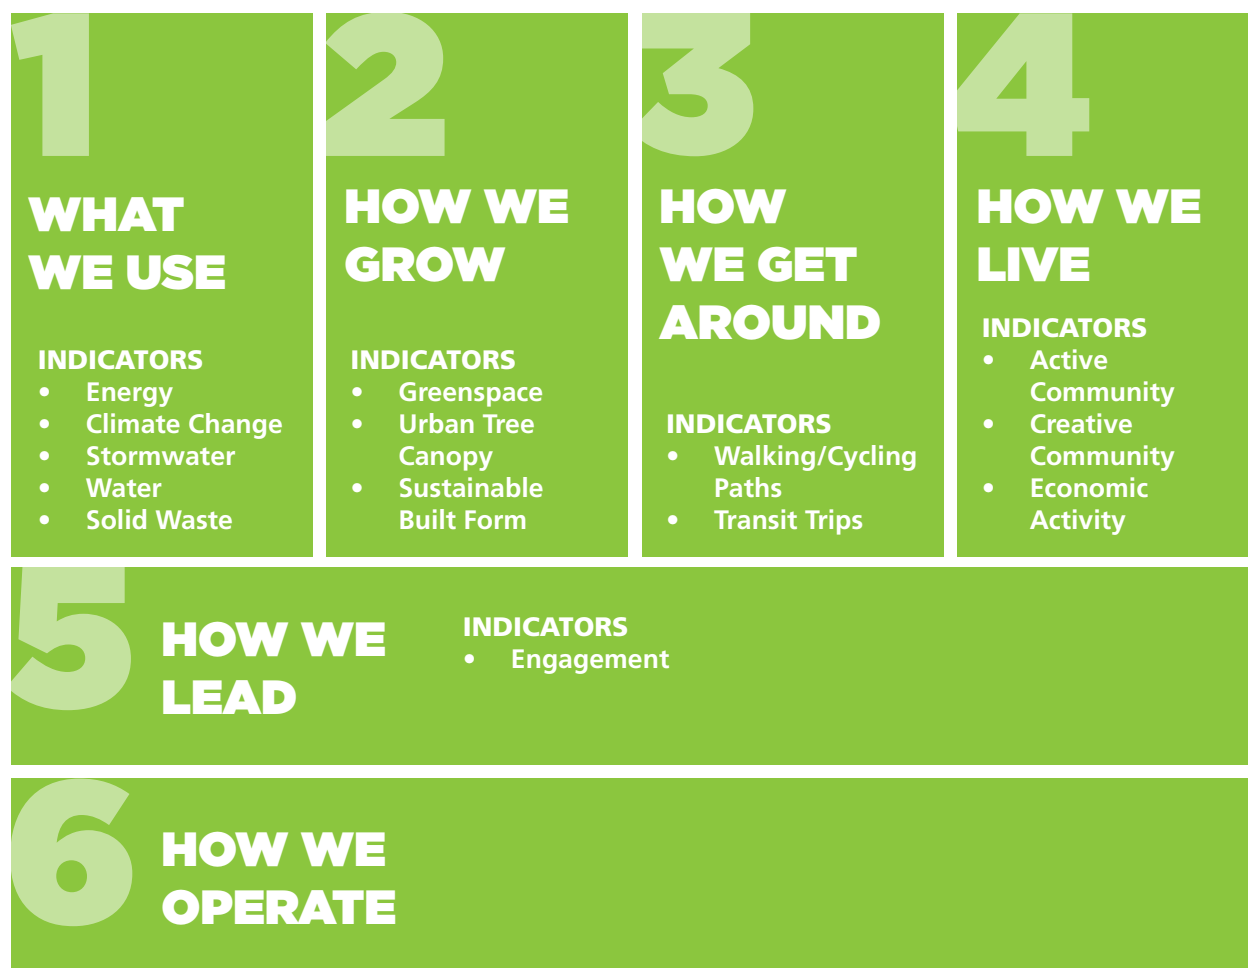 1
WHAT
WE USE
INDICATORS
• Energy
• Climate Change
• Stormwater
• Water
• Solid Waste
2
HOW WE
GROW
INDICATORS
• Greenspace
• Urban Tree
Canopy
• Sustainable
Built Form
3
HOW
WE GET
AROUND
INDICATORS
• Walking/Cycling
Paths
• Transit Trips
4
HOW WE
LIVE
INDICATORS
• Active
Community
• Creative
Community
• Economic
Activity
5
HOW WE
LEAD
INDICATORS
• Engagement
6
HOW WE
OPERATE